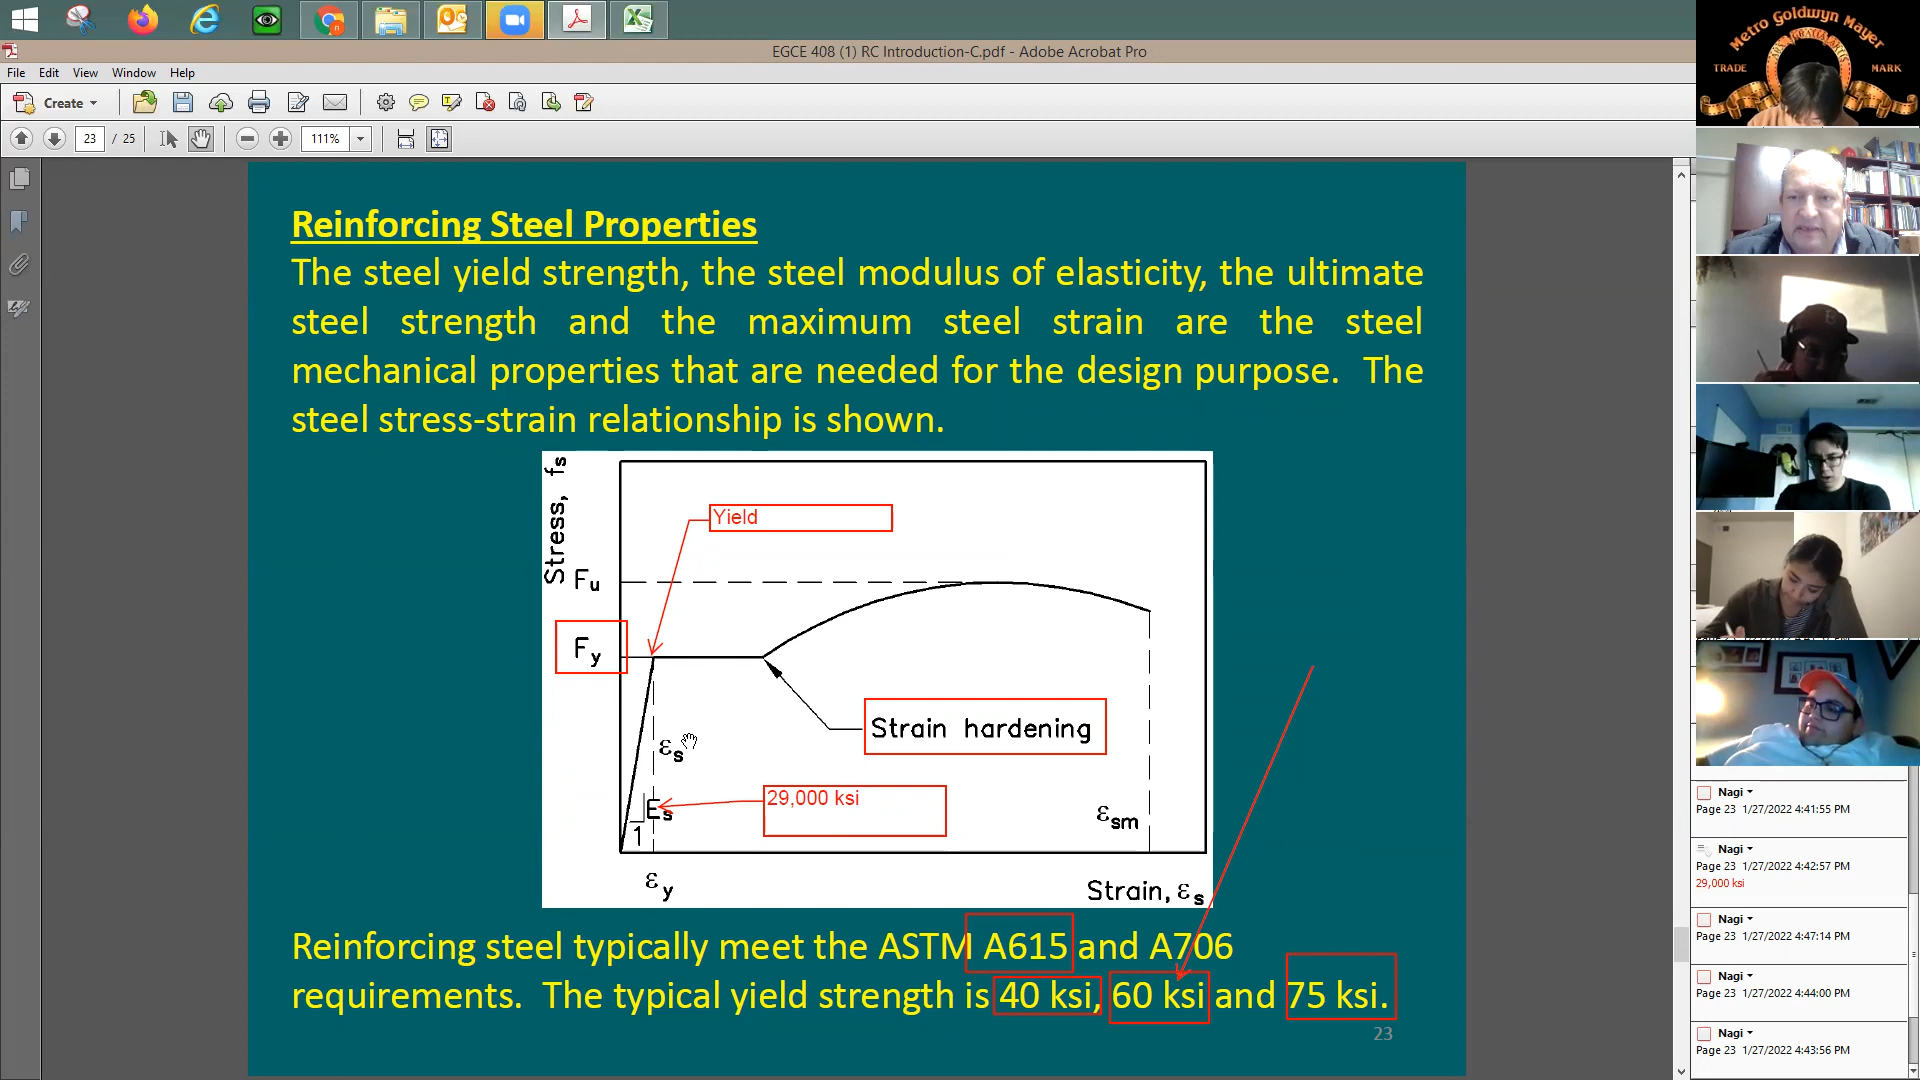 EGCE 408 (1) RC Introduction-C.pdf - Adobe Acrobat Pro
File Edit View Window Help
Create
23 / 25 111%
Reinforcing Steel Properties
The steel yield strength, the steel modulus of elasticity, the ultimate
steel strength and the maximum steel strain are the steel
mechanical properties that are needed for the design purpose. The
steel stress-strain relationship is shown.
Stress, fs
Yield
Fu
Fy
Strain hardening
εs
29,000 ksi
Es
1
εsm
εy
Strain, εs
Reinforcing steel typically meet the ASTM A615 and A706
requirements. The typical yield strength is 40 ksi, 60 ksi and 75 ksi.
23
Metro Goldwyn Mayer
TRADE MARK
Nagi
Page 23 1/27/2022 4:41:55 PM
Nagi
Page 23 1/27/2022 4:42:57 PM
29,000 ksi
Nagi
Page 23 1/27/2022 4:47:14 PM
Nagi
Page 23 1/27/2022 4:44:00 PM
Nagi
Page 23 1/27/2022 4:43:56 PM